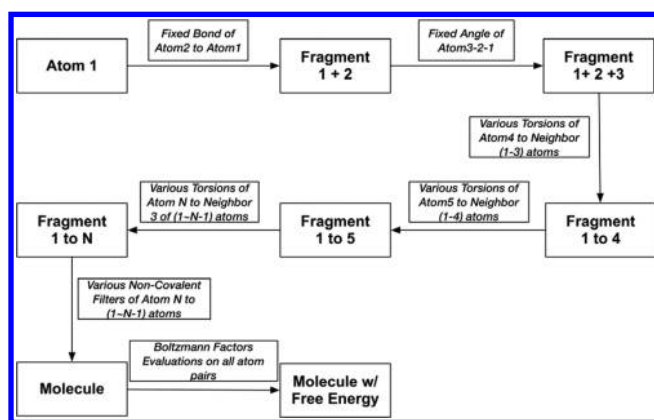 Atom 1
Fixed Bond of
Atom2 to Atom1
Fragment
1 + 2
Fixed Angle of
Atom3-2-1
Fragment
1+ 2 +3
Various Torsions of
Atom4 to Neighbor
(1-3) atoms
Fragment
1 to 4
Various Torsions of
Atom5 to Neighbor
(1-4) atoms
Fragment
1 to 5
Various Torsions of
Atom N to Neighbor
3 of (1~N-1) atoms
Fragment
1 to N
Various Non-Covalent
Filters of Atom N to
(1~N-1) atoms
Molecule
Boltzmann Factors
Evaluations on all atom
pairs
Molecule w/
Free Energy